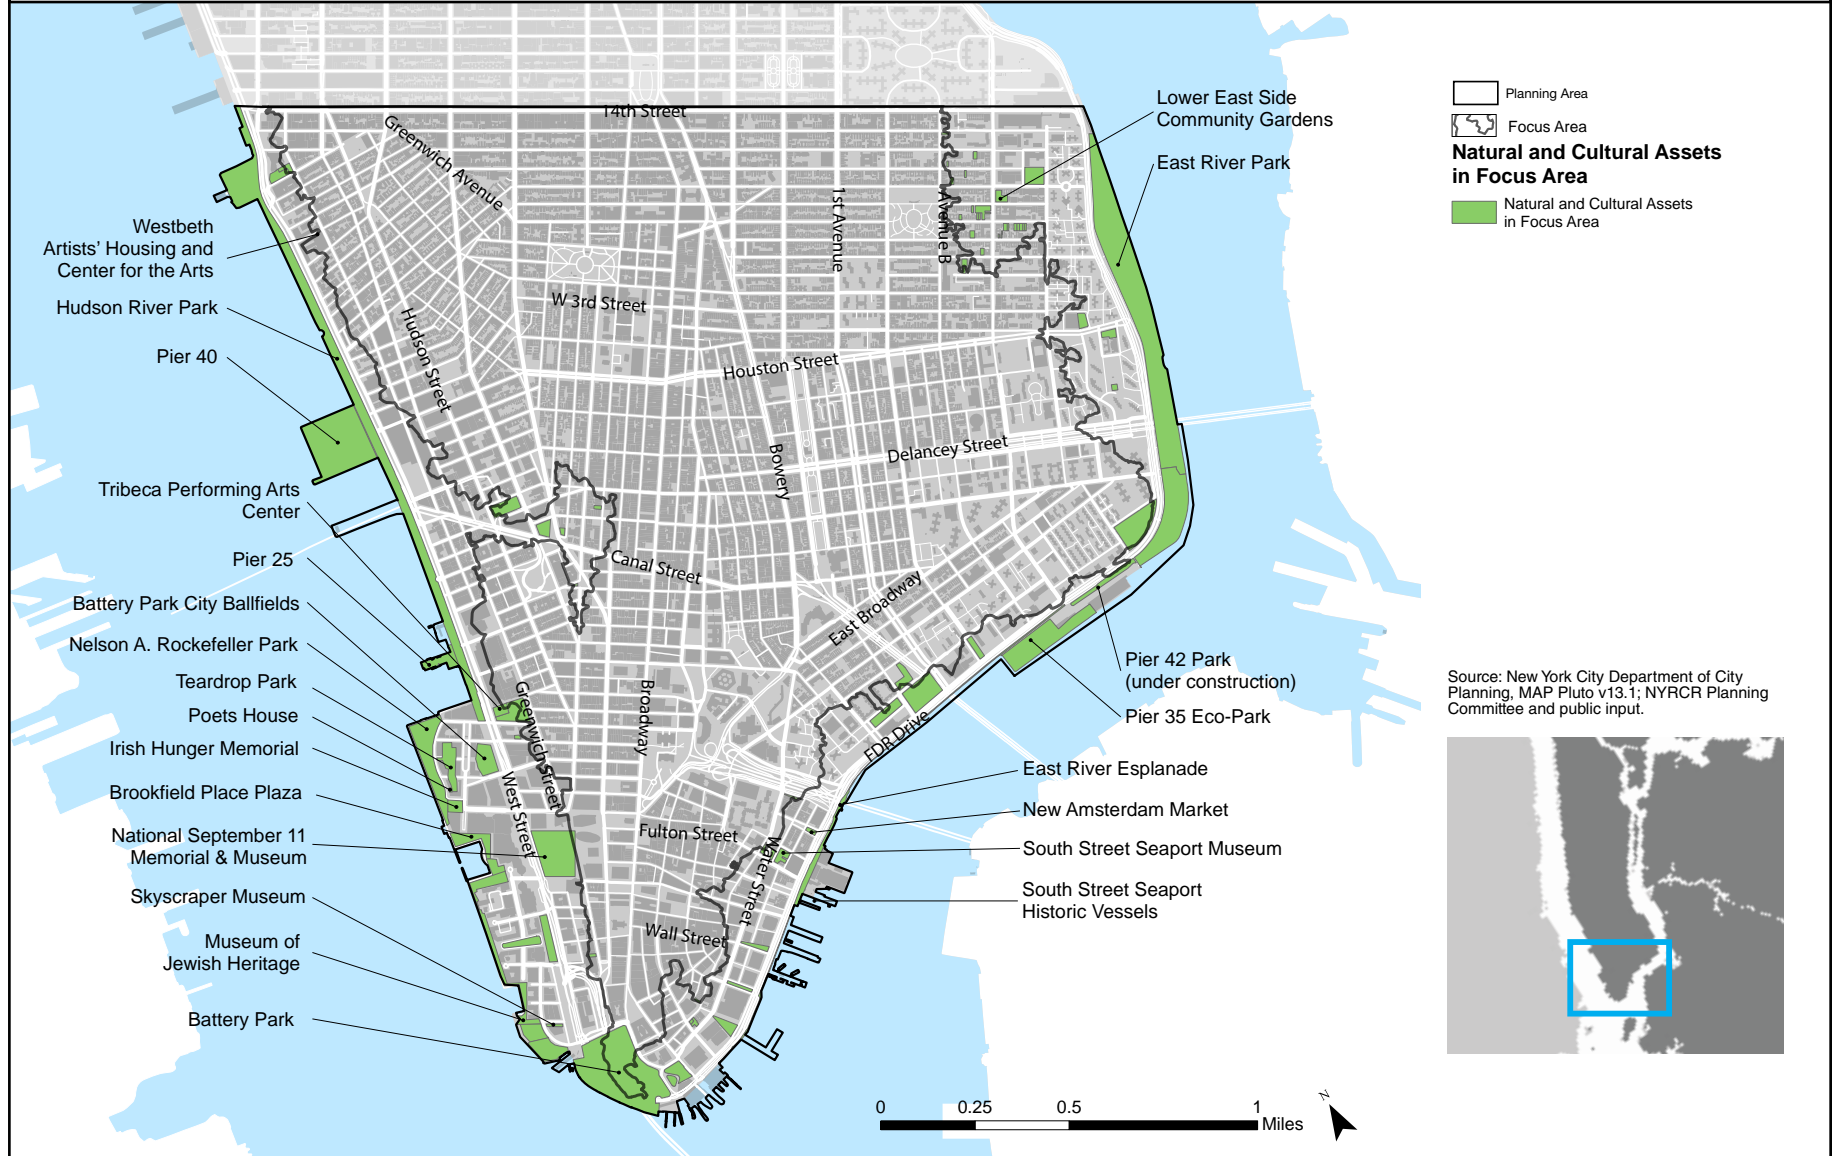 14th Street
Greenwich Avenue
1st Avenue
Avenue B
W 3rd Street
Hudson Street
Houston Street
Bowery
Delancey Street
Canal Street
East Broadway
Broadway
Greenwich Street
West Street
FDR Drive
Fulton Street
Water Street
Wall Street
Westbeth
Artists' Housing and
Center for the Arts
Hudson River Park
Pier 40
Tribeca Performing Arts
Center
Pier 25
Battery Park City Ballfields
Nelson A. Rockefeller Park
Teardrop Park
Poets House
Irish Hunger Memorial
Brookfield Place Plaza
National September 11
Memorial & Museum
Skyscraper Museum
Museum of
Jewish Heritage
Battery Park
Lower East Side
Community Gardens
East River Park
Pier 42 Park
(under construction)
Pier 35 Eco-Park
East River Esplanade
New Amsterdam Market
South Street Seaport Museum
South Street Seaport
Historic Vessels
0 0.25 0.5 1
Miles
N
Planning Area
Focus Area
Natural and Cultural Assets
in Focus Area
Natural and Cultural Assets
in Focus Area
Source: New York City Department of City
Planning, MAP Pluto v13.1; NYRCR Planning
Committee and public input.